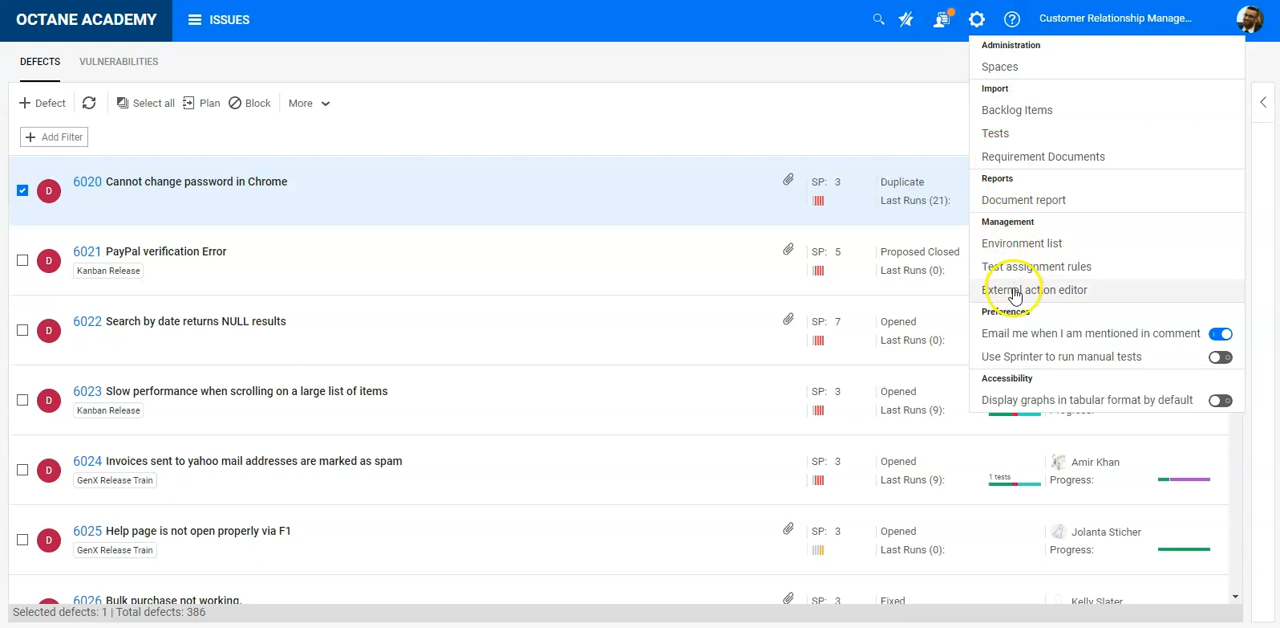 OCTANE ACADEMY
ISSUES
Customer Relationship Manage...
DEFECTS VULNERABILITIES
+ Defect Select all Plan Block More
+ Add Filter
6020 Cannot change password in Chrome
SP: 3 Duplicate
Last Runs (21):
6021 PayPal verification Error
Kanban Release
SP: 5 Proposed Closed
Last Runs (0):
6022 Search by date returns NULL results
SP: 7 Opened
Last Runs (0):
6023 Slow performance when scrolling on a large list of items
Kanban Release
SP: 3 Opened
Last Runs (9):
Progress:
6024 Invoices sent to yahoo mail addresses are marked as spam
GenX Release Train
SP: 3 Opened
Last Runs (9):
1 tests
Amir Khan
Progress:
6025 Help page is not open properly via F1
GenX Release Train
SP: 3 Opened
Last Runs (0):
Jolanta Sticher
Progress:
6026 Bulk purchase not working.
SP: 3 Fixed
Kelly Slater
Selected defects: 1 | Total defects: 386
Administration
Spaces
Import
Backlog Items
Tests
Requirement Documents
Reports
Document report
Management
Environment list
Test assignment rules
External action editor
Preferences
Email me when I am mentioned in comment
Use Sprinter to run manual tests
Accessibility
Display graphs in tabular format by default
D
D
D
D
D
D